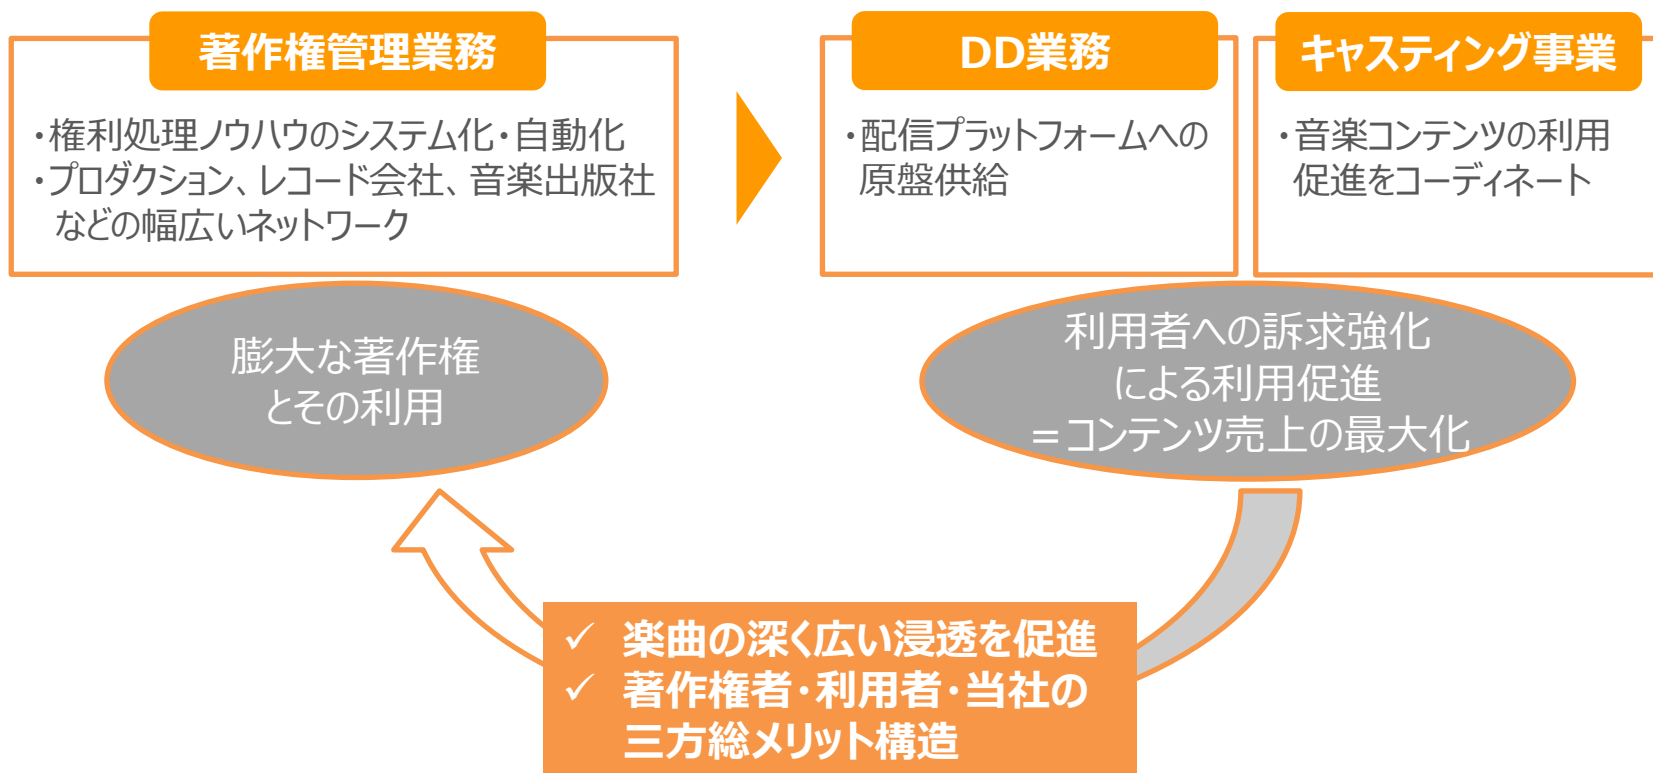 著作権管理業務
・権利処理ノウハウのシステム化・自動化
・プロダクション、レコード会社、音楽出版社
などの幅広いネットワーク
DD業務
・配信プラットフォームへの
原盤供給
キャスティング事業
・音楽コンテンツの利用
促進をコーディネート
膨大な著作権
とその利用
利用者への訴求強化
による利用促進
＝コンテンツ売上の最大化
✓ 楽曲の深く広い浸透を促進
✓ 著作権者・利用者・当社の
三方総メリット構造